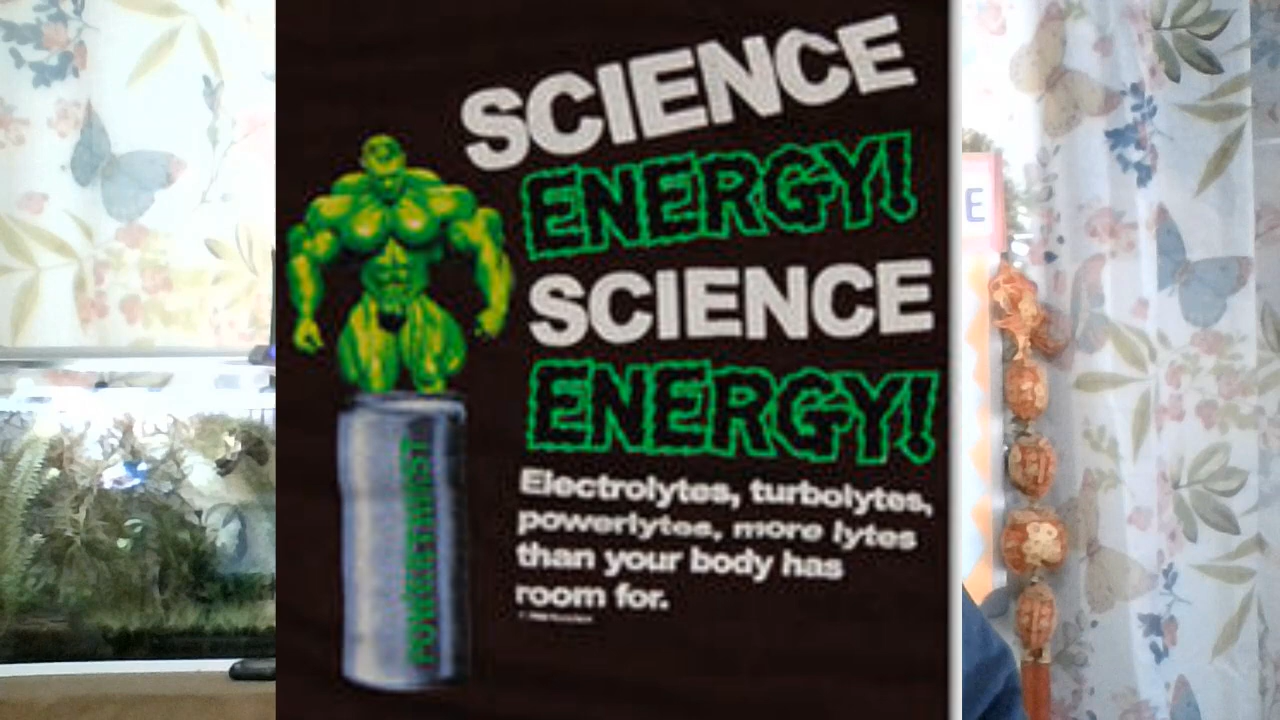 SCIENCE
ENERGY!
SCIENCE
ENERGY!
Electrolytes, turbolytes,
powerlytes, more lytes
than your body has
room for.
POWERTHIRST
E